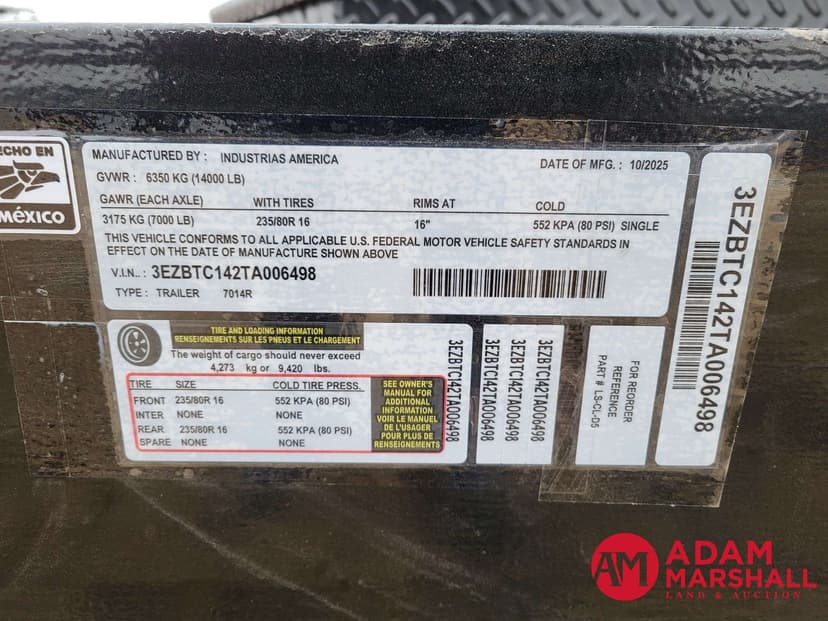 ECHO EN
MÉXICO
MANUFACTURED BY : INDUSTRIAS AMERICA
DATE OF MFG. : 10/2025
GVWR : 6350 KG (14000 LB)
GAWR (EACH AXLE) WITH TIRES RIMS AT COLD
3175 KG (7000 LB) 235/80R 16 16" 552 KPA (80 PSI) SINGLE
THIS VEHICLE CONFORMS TO ALL APPLICABLE U.S. FEDERAL MOTOR VEHICLE SAFETY STANDARDS IN
EFFECT ON THE DATE OF MANUFACTURE SHOWN ABOVE
V.I.N.. : 3EZBTC142TA006498
TYPE : TRAILER 7014R
TIRE AND LOADING INFORMATION
RENSEIGNEMENTS SUR LES PNEUS ET LE CHARGEMENT
The weight of cargo should never exceed
4,273 kg or 9,420 lbs.
TIRE SIZE COLD TIRE PRESS.
FRONT 235/80R 16 552 KPA (80 PSI)
INTER NONE NONE
REAR 235/80R 16 552 KPA (80 PSI)
SPARE NONE NONE
SEE OWNER'S
MANUAL FOR
ADDITIONAL
INFORMATION
VOIR LE MANUEL
DE L'USAGER
POUR PLUS DE
RENSEIGNEMENTS
3EZBTC142TA006498
3EZBTC142TA006498
3EZBTC142TA006498
3EZBTC142TA006498
FOR REORDER
REFERENCE
PART # LS-CL-D5
3EZBTC142TA006498
AM ADAM
MARSHALL
LAND & AUCTION